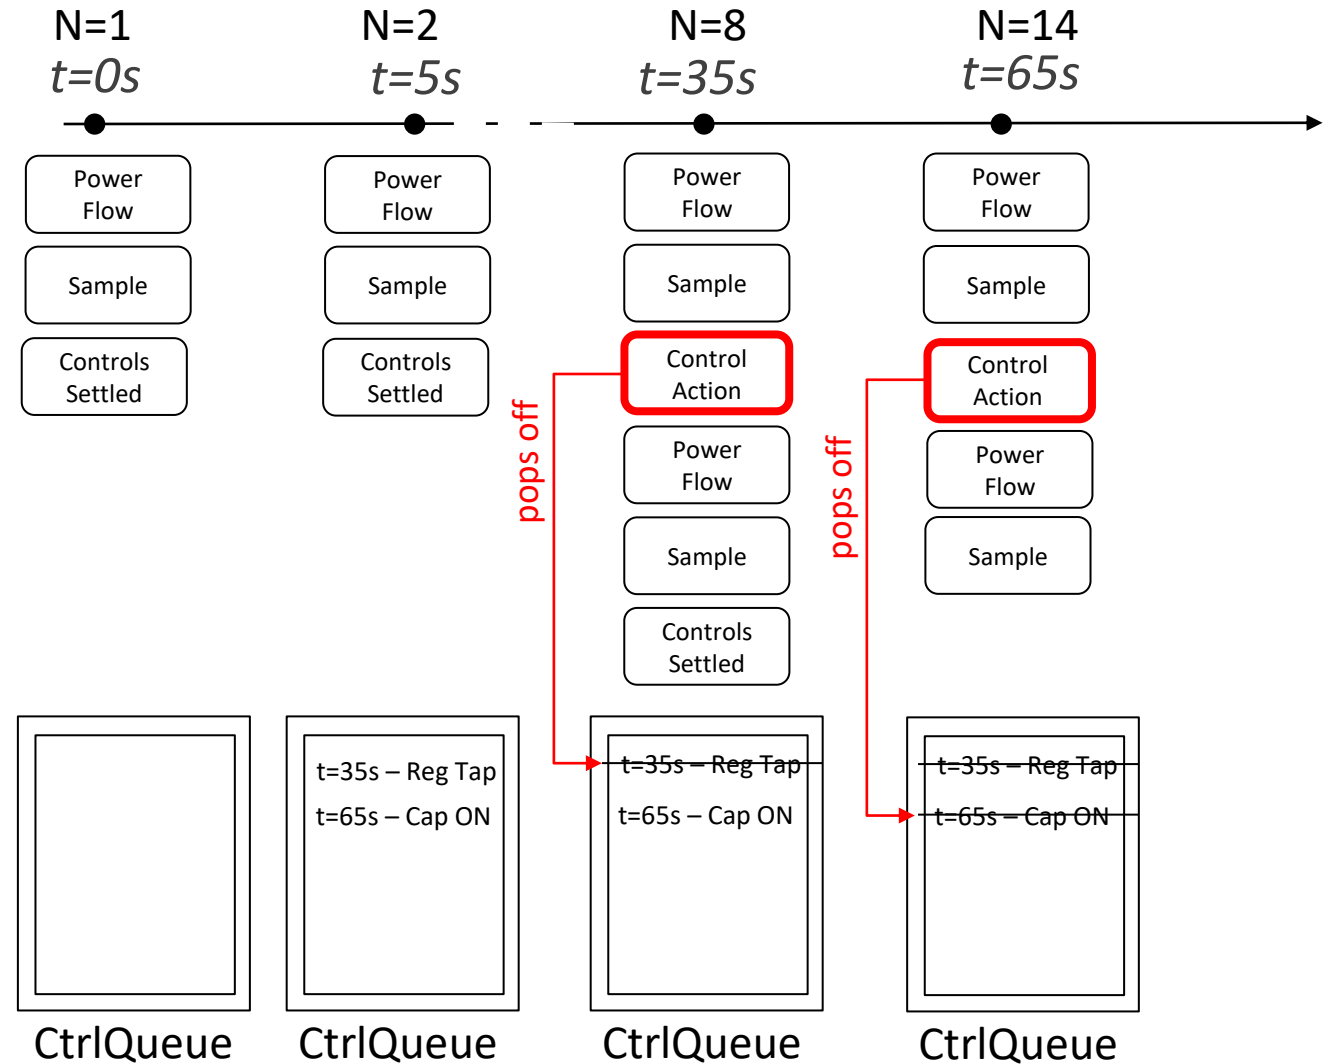 N=1
t=0s
N=2
t=5s
N=8
t=35s
N=14
t=65s
Power
Flow
Sample
Controls
Settled
Power
Flow
Sample
Controls
Settled
Power
Flow
Sample
Control
Action
Power
Flow
Sample
Controls
Settled
pops off
Power
Flow
Sample
Control
Action
Power
Flow
Sample
pops off
CtrlQueue
t=35s – Reg Tap
t=65s – Cap ON
CtrlQueue
t=35s – Reg Tap
t=65s – Cap ON
CtrlQueue
t=35s – Reg Tap
t=65s – Cap ON
CtrlQueue